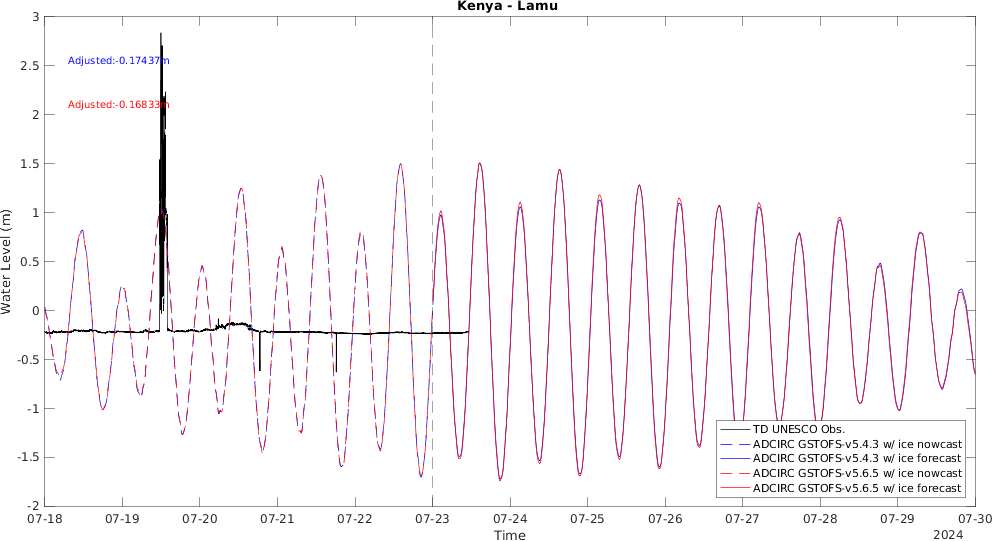 Kenya - Lamu
3
2.5
2
1.5
1
0.5
0
-0.5
-1
-1.5
-2
Water Level (m)
Adjusted:-0.17437m
Adjusted:-0.16833m
TD UNESCO Obs.
ADCIRC GSTOFS-v5.4.3 w/ ice nowcast
ADCIRC GSTOFS-v5.4.3 w/ ice forecast
ADCIRC GSTOFS-v5.6.5 w/ ice nowcast
ADCIRC GSTOFS-v5.6.5 w/ ice forecast
07-18 07-19 07-20 07-21 07-22 07-23 07-24 07-25 07-26 07-27 07-28 07-29 07-30
Time
2024